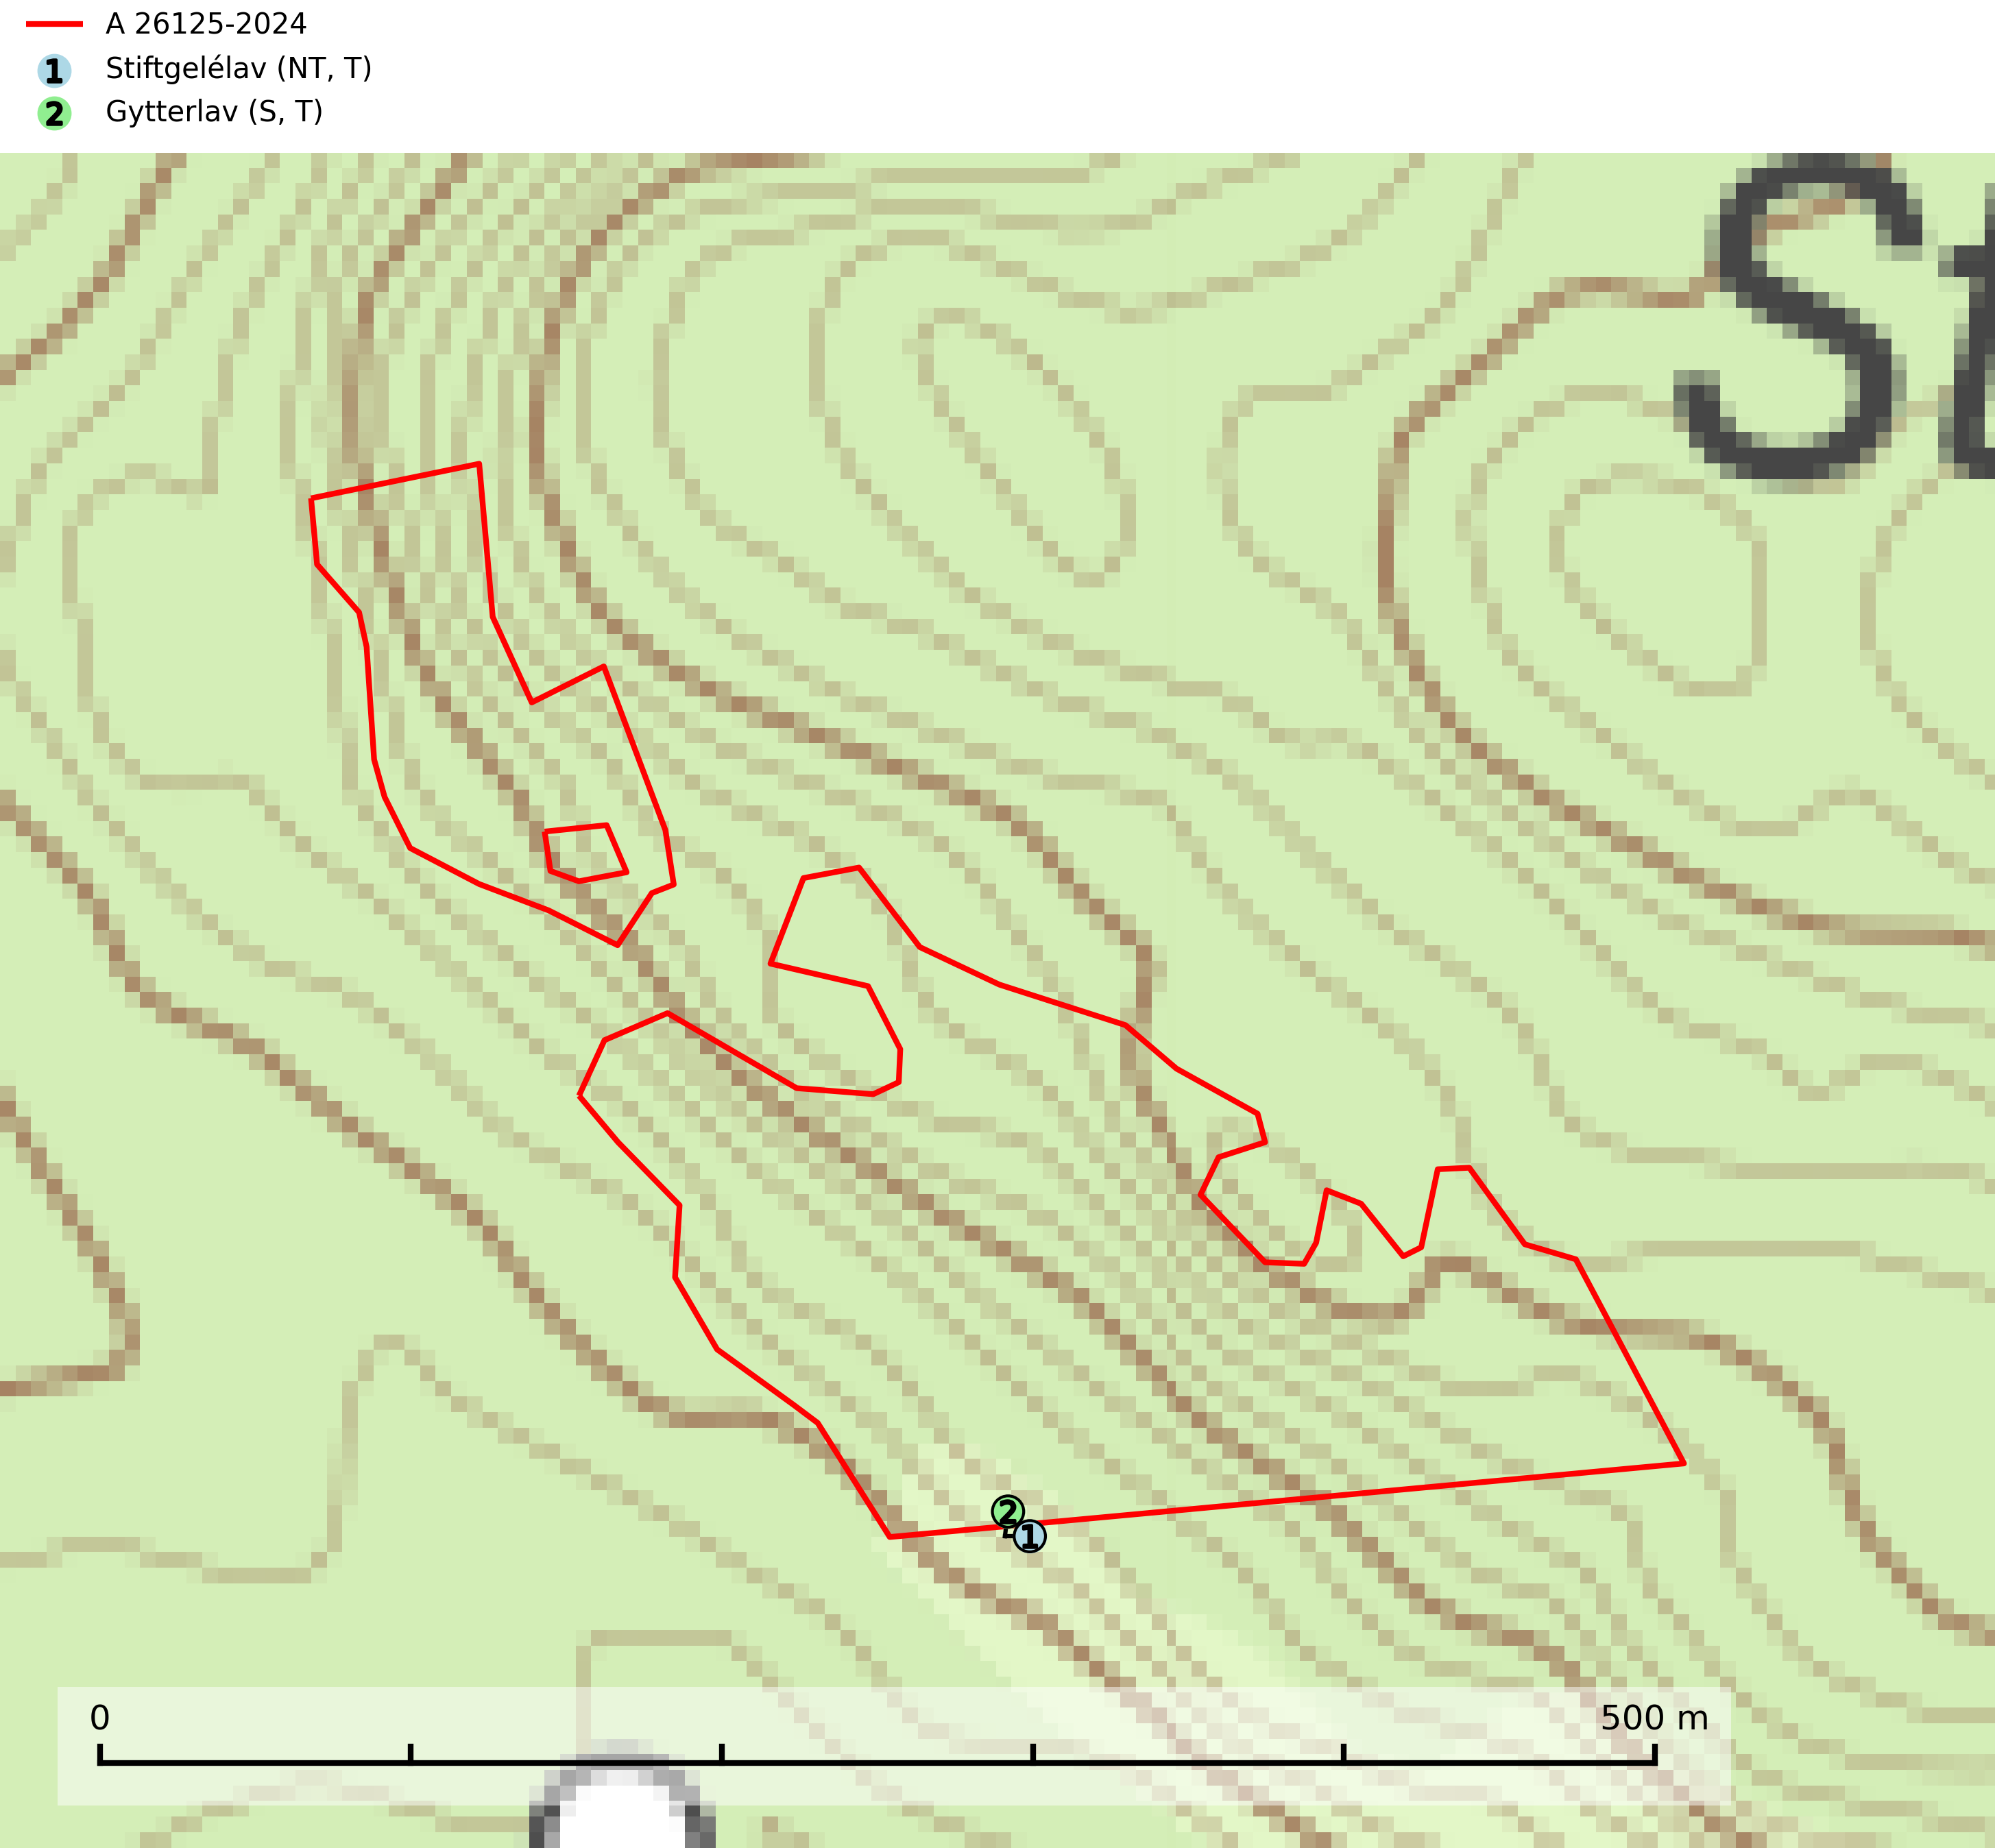 A 26125-2024
1 Stiftgelélav (NT, T)
2 Gytterlav (S, T)
S
2
1
0 500 m